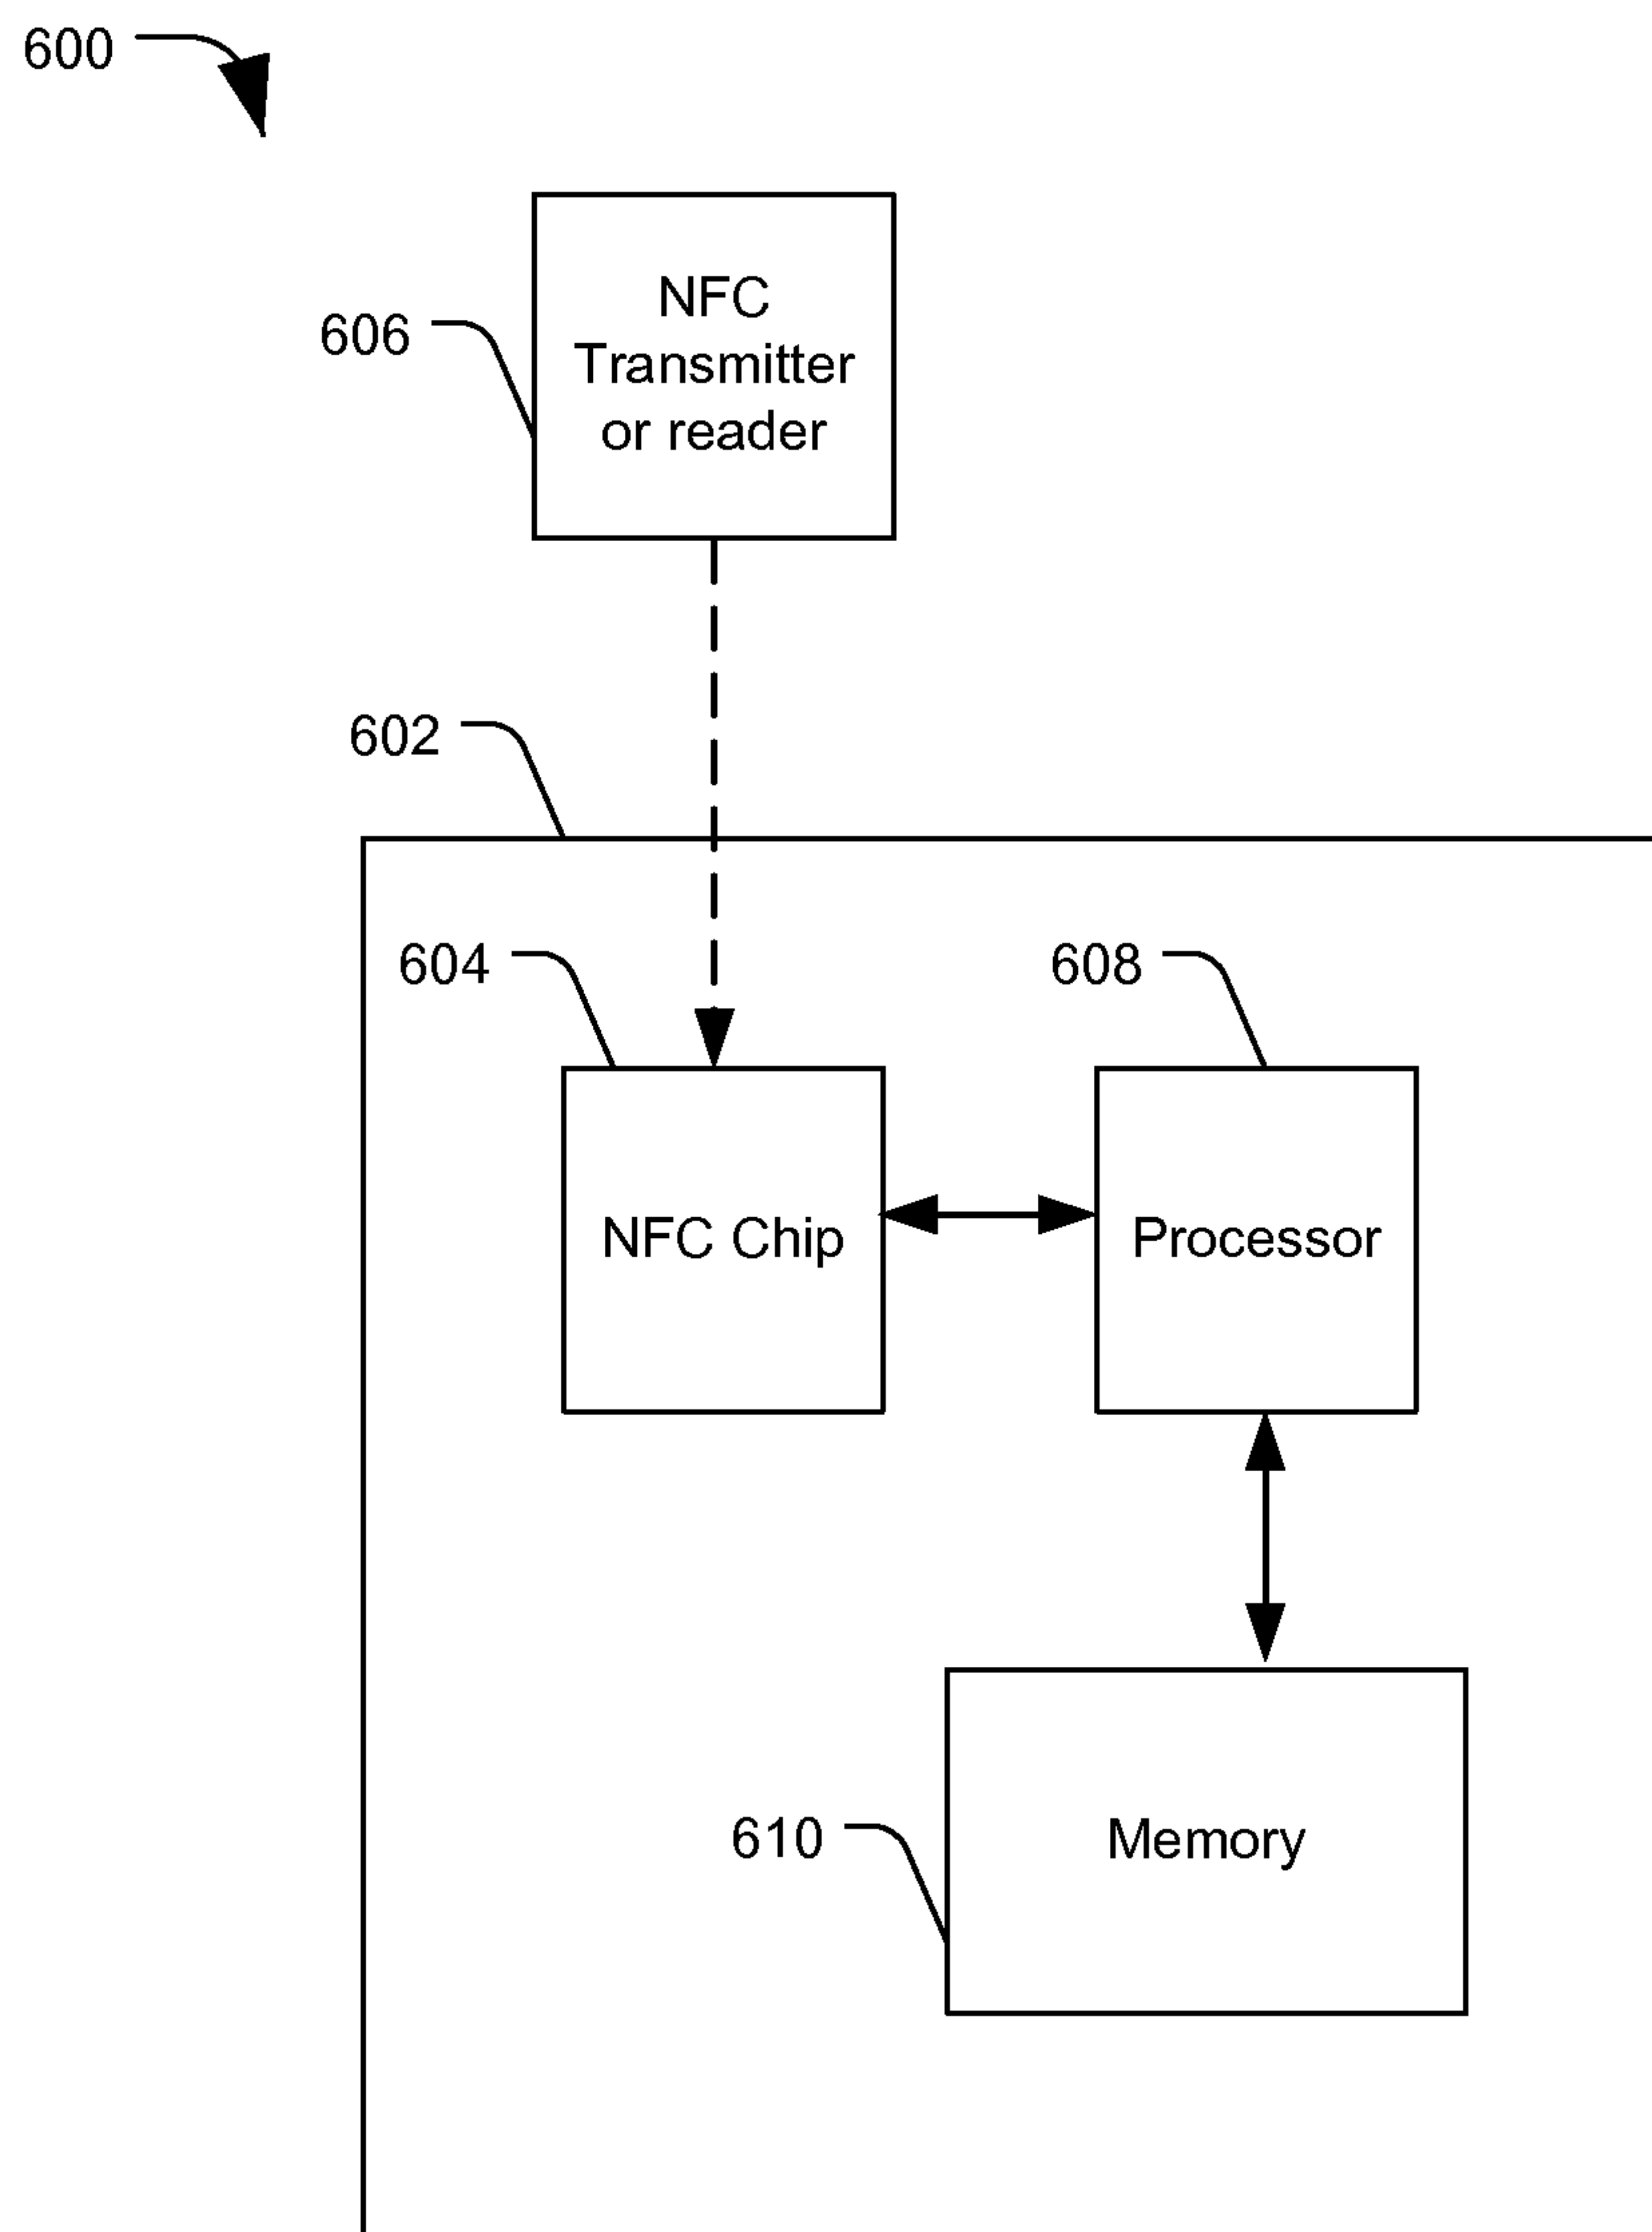 600
NFC
Transmitter
or reader
606
602
604
608
NFC Chip
Processor
610
Memory